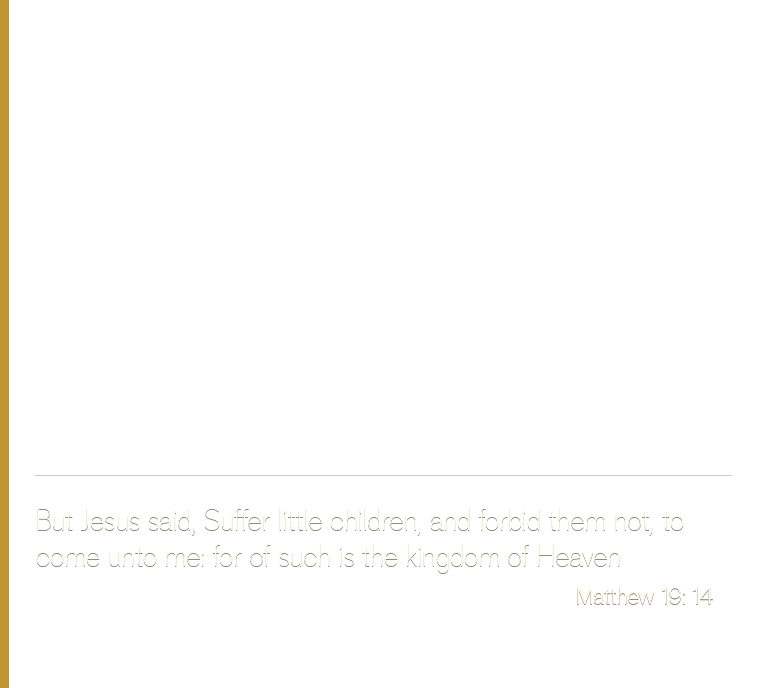 But Jesus said, Suffer little children, and forbid them not, to
come unto me: for of such is the kingdom of Heaven
Matthew 19: 14